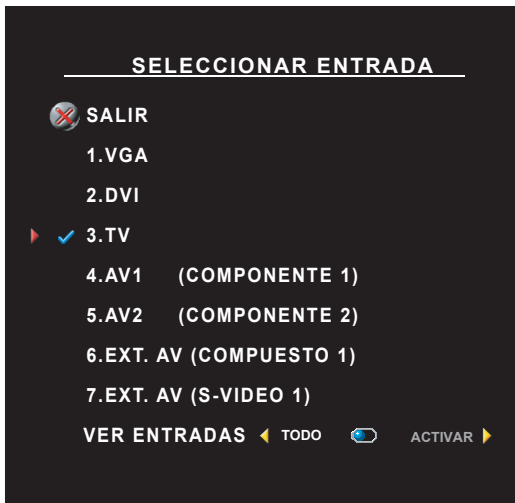 SELECCIONAR ENTRADA
SALIR
1.VGA
2.DVI
3.TV
4.AV1 (COMPONENTE 1)
5.AV2 (COMPONENTE 2)
6.EXT. AV (COMPUESTO 1)
7.EXT. AV (S-VIDEO 1)
VER ENTRADAS TODO ACTIVAR